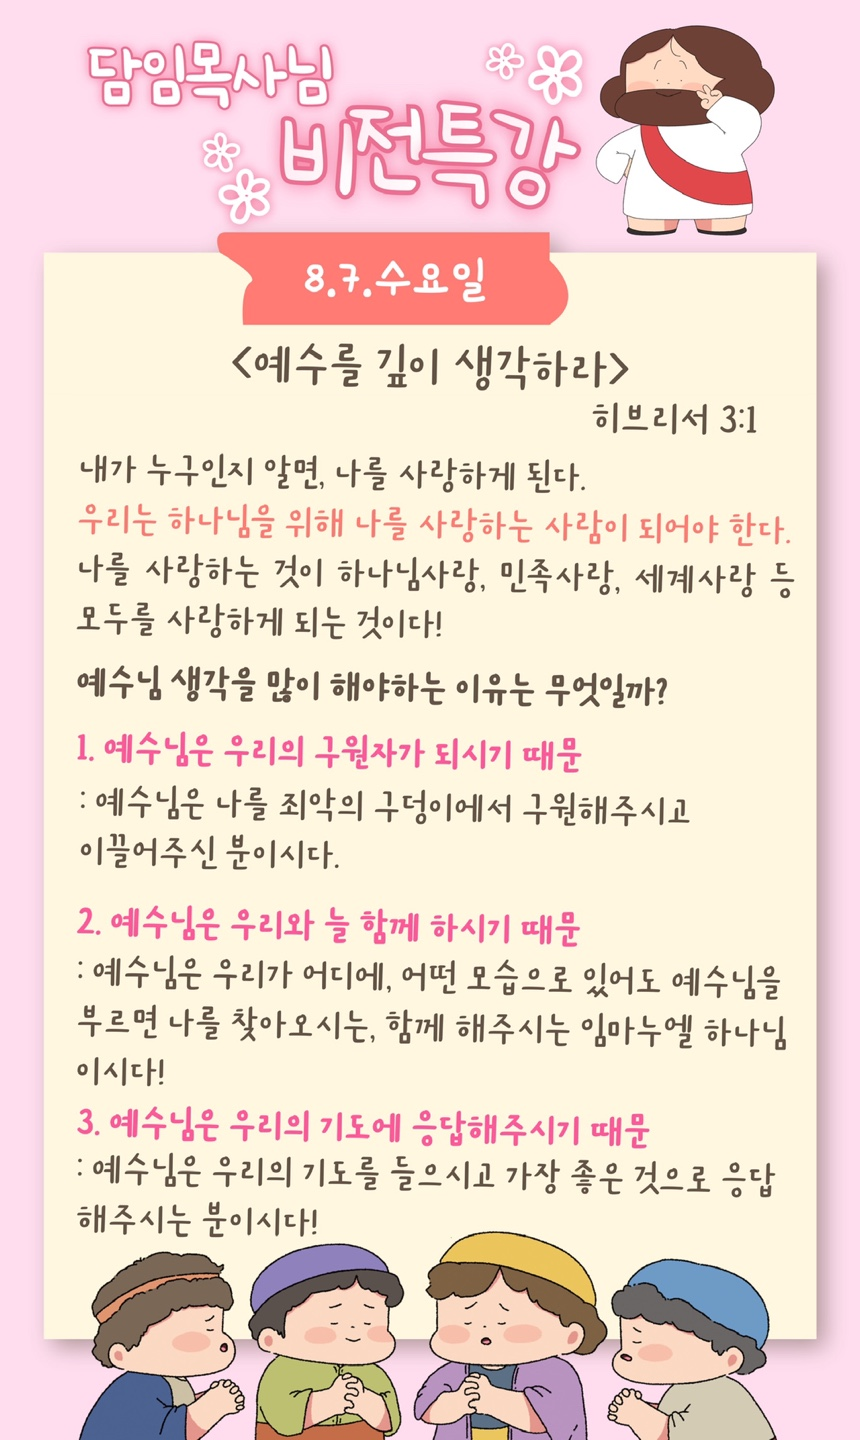 담임목사님
비전특강
8.7.수요일
<예수를 깊이 생각하라>
히브리서 3:1
내가 누구인지 알면, 나를 사랑하게 된다.
우리는 하나님을 위해 나를 사랑하는 사람이 되어야 한다.
나를 사랑하는 것이 하나님사랑, 민족사랑, 세계사랑 등
모두를 사랑하게 되는 것이다!
예수님 생각을 많이 해야하는 이유는 무엇일까?
1. 예수님은 우리의 구원자가 되시기 때문
: 예수님은 나를 죄악의 구덩이에서 구원해주시고
이끌어주신 분이시다.
2. 예수님은 우리와 늘 함께 하시기 때문
: 예수님은 우리가 어디에, 어떤 모습으로 있어도 예수님을
부르면 나를 찾아오시는, 함께 해주시는 임마누엘 하나님
이시다!
3. 예수님은 우리의 기도에 응답해주시기 때문
: 예수님은 우리의 기도를 들으시고 가장 좋은 것으로 응답
해주시는 분이시다!